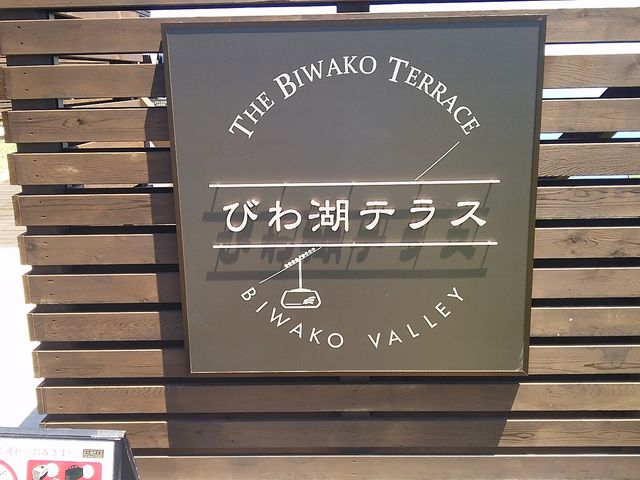 THE BIWAKO TERRACE
びわ湖テラス
BIWAKO VALLEY